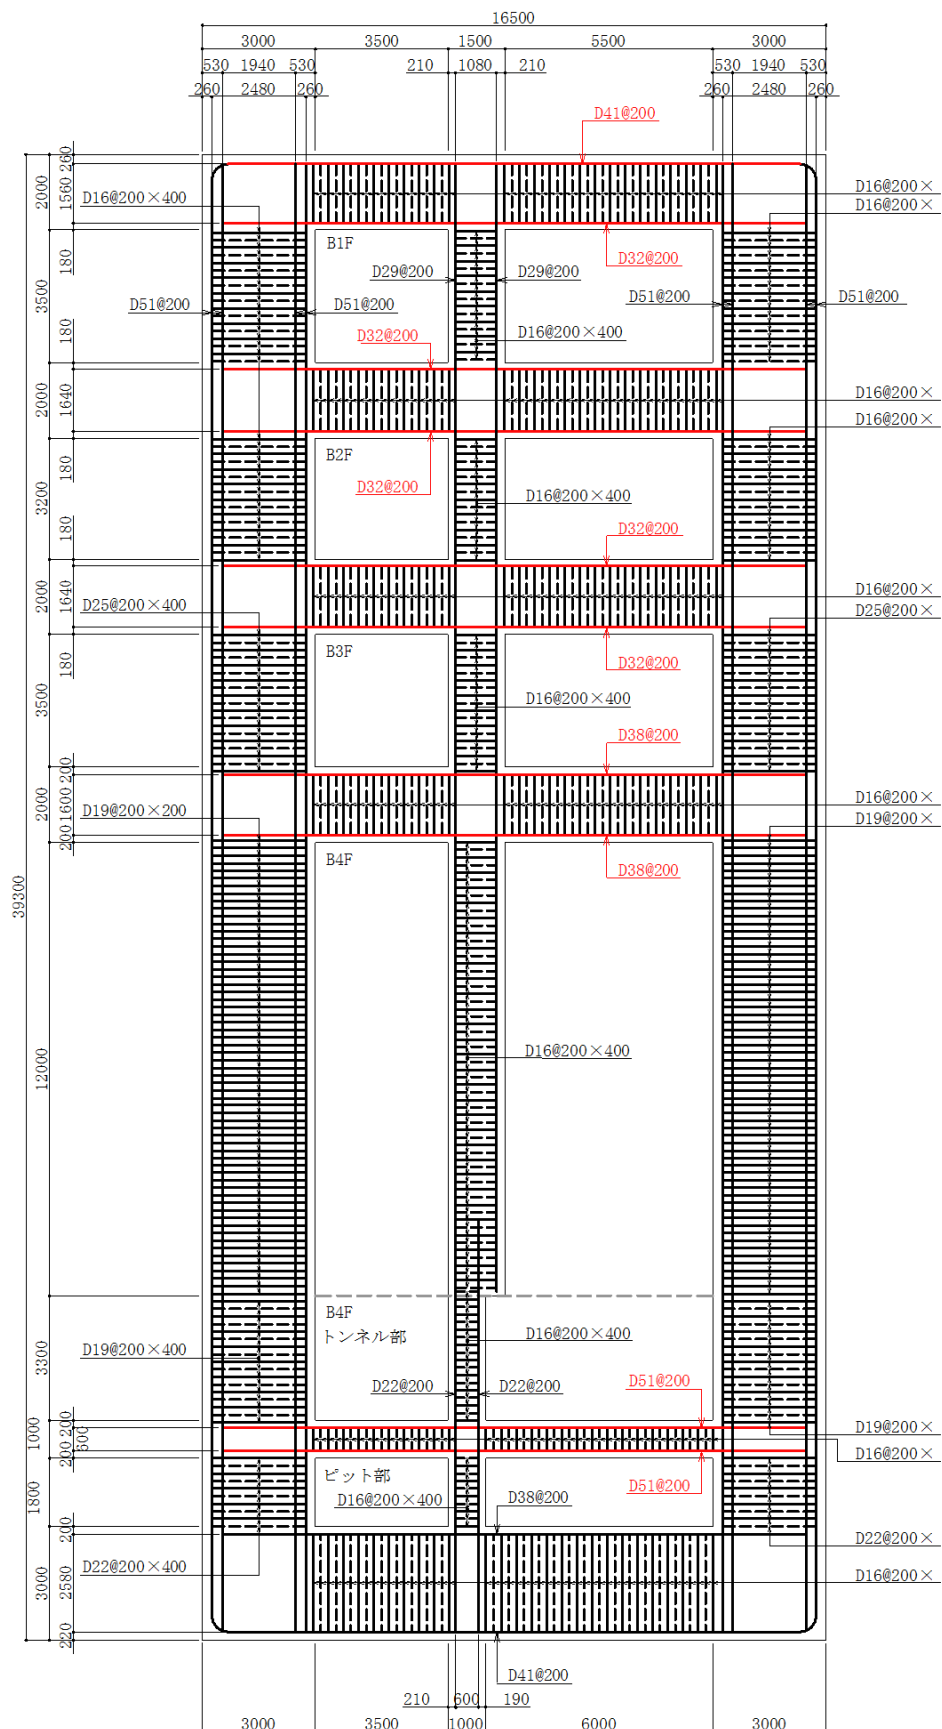 16500
3000 3500 1500 5500 3000
530 1940 530 210 1080 210 530 1940 530
260 2480 260 260 2480 260
D41@200
260
2000
1560
D16@200×400
D16@200×
D16@200×
B1F
180
D32@200
D29@200
D29@200
3500
D51@200
D51@200
D51@200
D51@200
180
D32@200
D16@200×400
2000
1640
D16@200×
D16@200×
B2F
180
D32@200
3200
D16@200×400
180
D32@200
2000
1640
D16@200×
D25@200×400
D25@200×
B3F
180
D32@200
3500
D16@200×400
D38@200
200
2000
1600
D19@200×200
D16@200×
D19@200×
200
B4F
D38@200
39300
12000
D16@200×400
B4F
トンネル部
D16@200×400
3300
D19@200×400
D22@200
D22@200
D51@200
200
1000
600
D19@200×
D16@200×
200
ピット部
D51@200
1800
D16@200×400
D38@200
200
D22@200×400
D22@200×
3000
2580
D16@200×
220
D41@200
210 600 190
3000 3500 1000 6000 3000